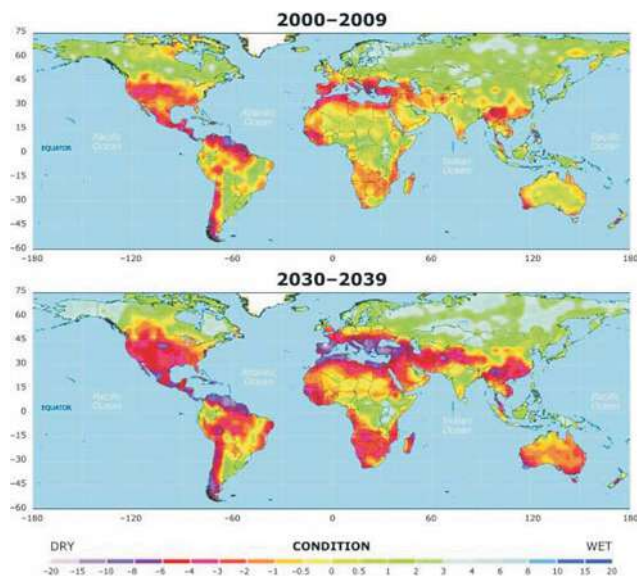 2000–2009
75
60
45
30
15
0
−15
−30
−45
−60
EQUATOR
Pacific Ocean
Atlantic Ocean
Indian Ocean
Pacific Ocean
−180 −120 −60 0 60 120 180
2030–2039
75
60
45
30
15
0
−15
−30
−45
−60
EQUATOR
Pacific Ocean
Atlantic Ocean
Indian Ocean
Pacific Ocean
−180 −120 −60 0 60 120 180
DRY CONDITION WET
−20 −15 −10 −8 −6 −4 −3 −2 −1 −0.5 0 0.5 1 2 3 4 6 8 10 15 20